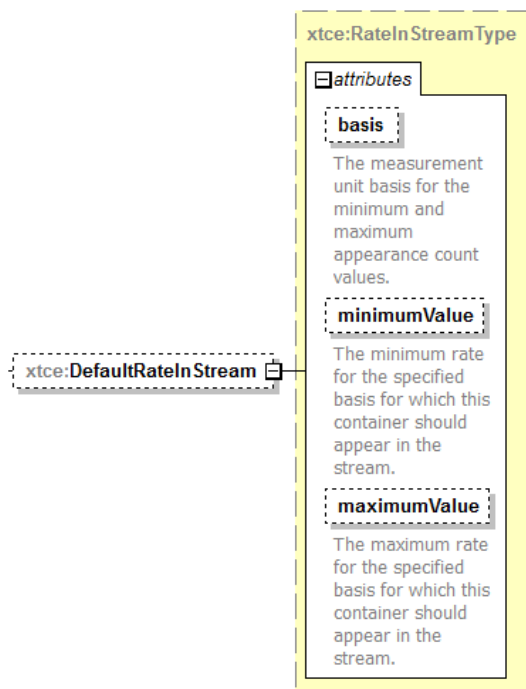 xtce:RateInStreamType
attributes
basis
The measurement
unit basis for the
minimum and
maximum
appearance count
values.
minimumValue
The minimum rate
for the specified
basis for which this
container should
appear in the
stream.
xtce:DefaultRateInStream
maximumValue
The maximum rate
for the specified
basis for which this
container should
appear in the
stream.